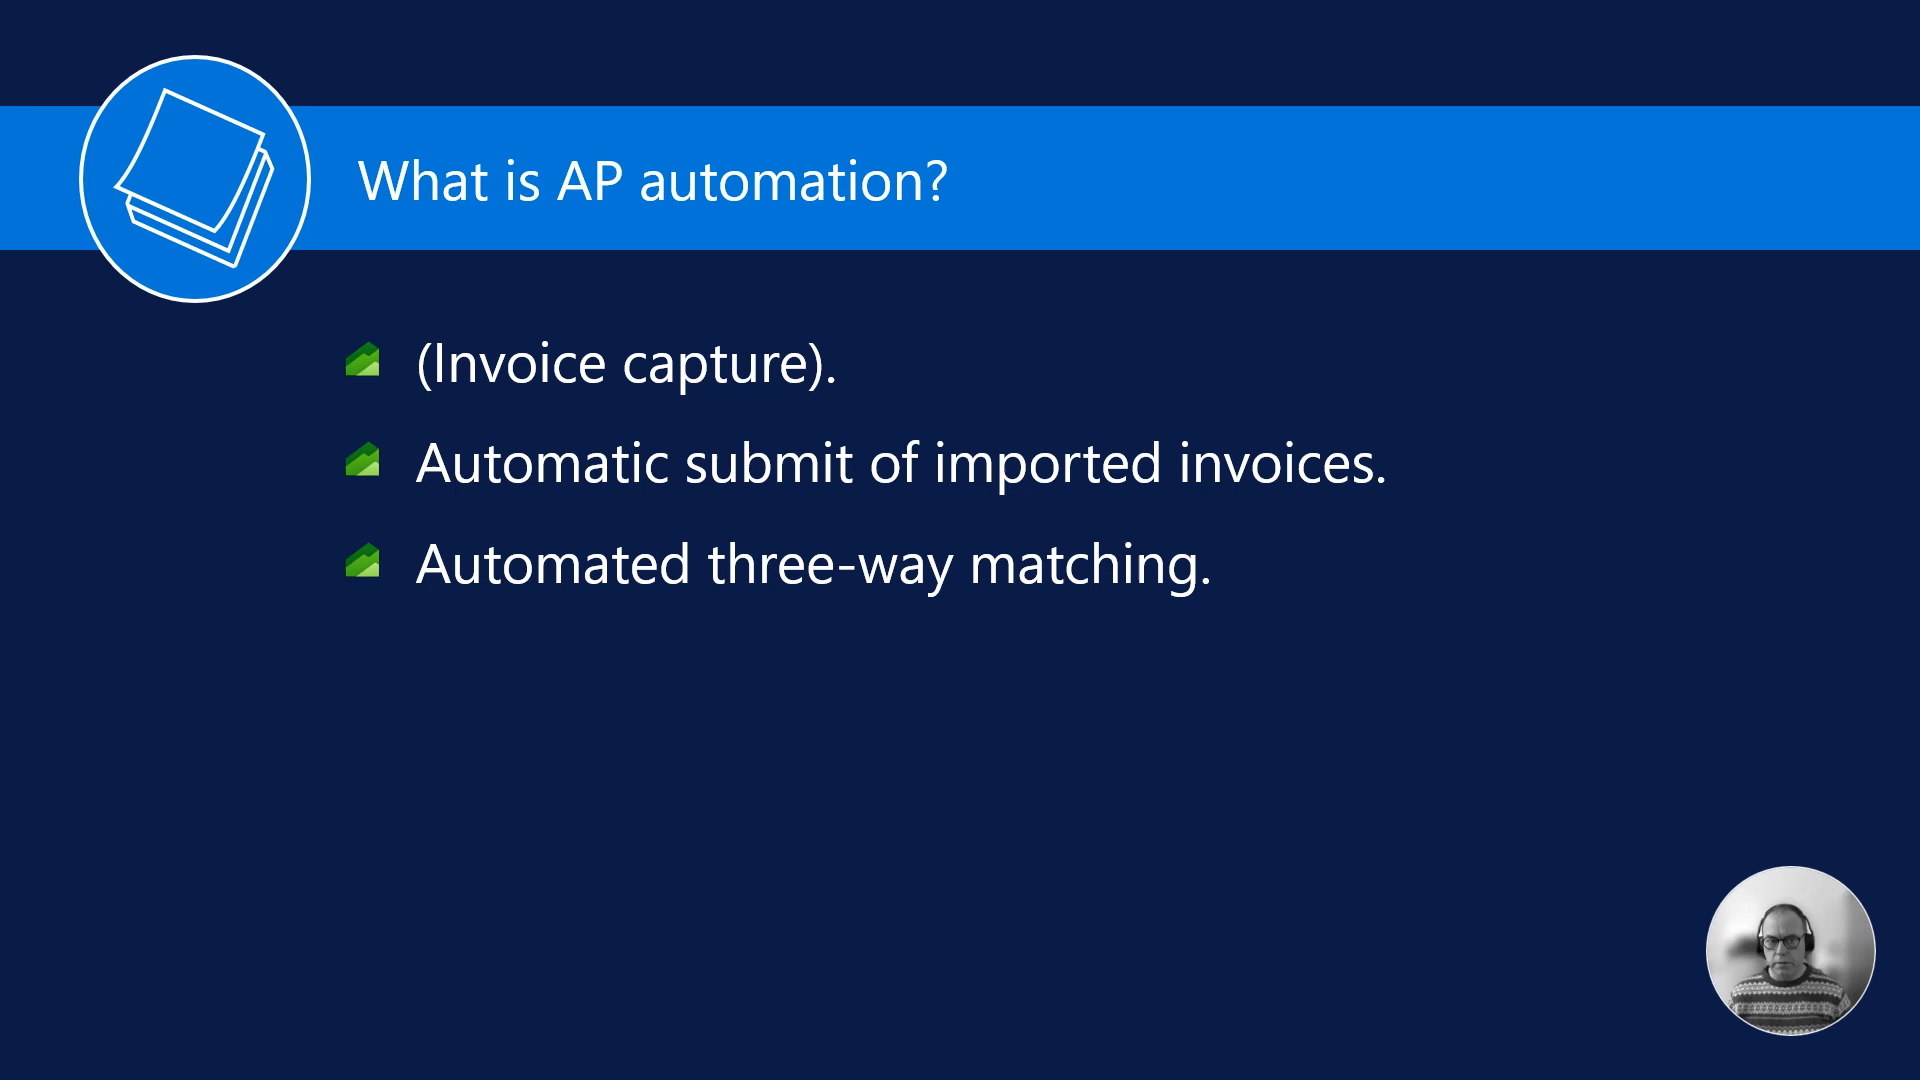 What is AP automation?
(Invoice capture).
Automatic submit of imported invoices.
Automated three-way matching.